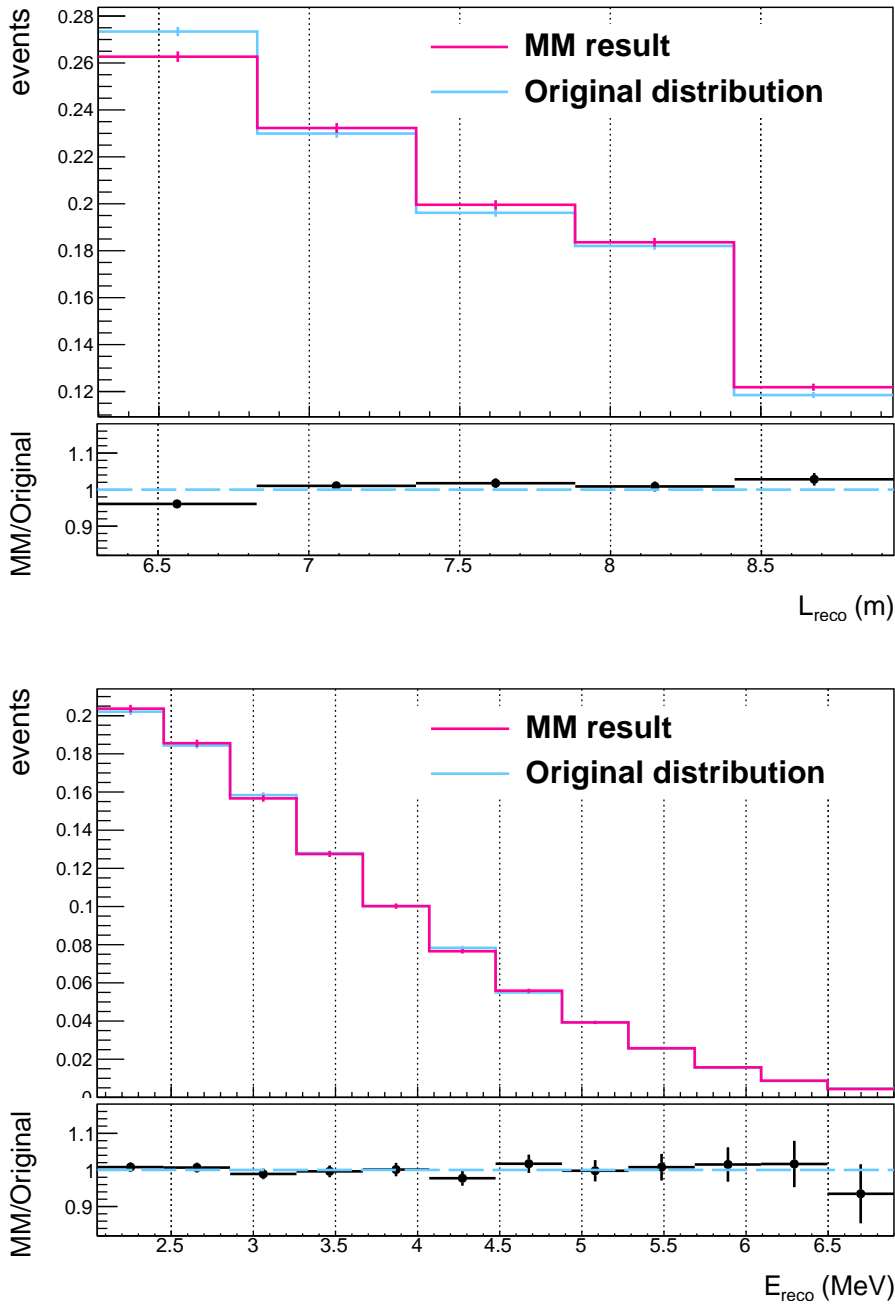 events
0.28
0.26
0.24
0.22
0.2
0.18
0.16
0.14
0.12
MM result
Original distribution
MM/Original
1.1
1
0.9
6.5 7 7.5 8 8.5
L_reco (m)
events
0.2
0.18
0.16
0.14
0.12
0.1
0.08
0.06
0.04
0.02
0
MM result
Original distribution
MM/Original
1.1
1
0.9
2.5 3 3.5 4 4.5 5 5.5 6 6.5
E_reco (MeV)